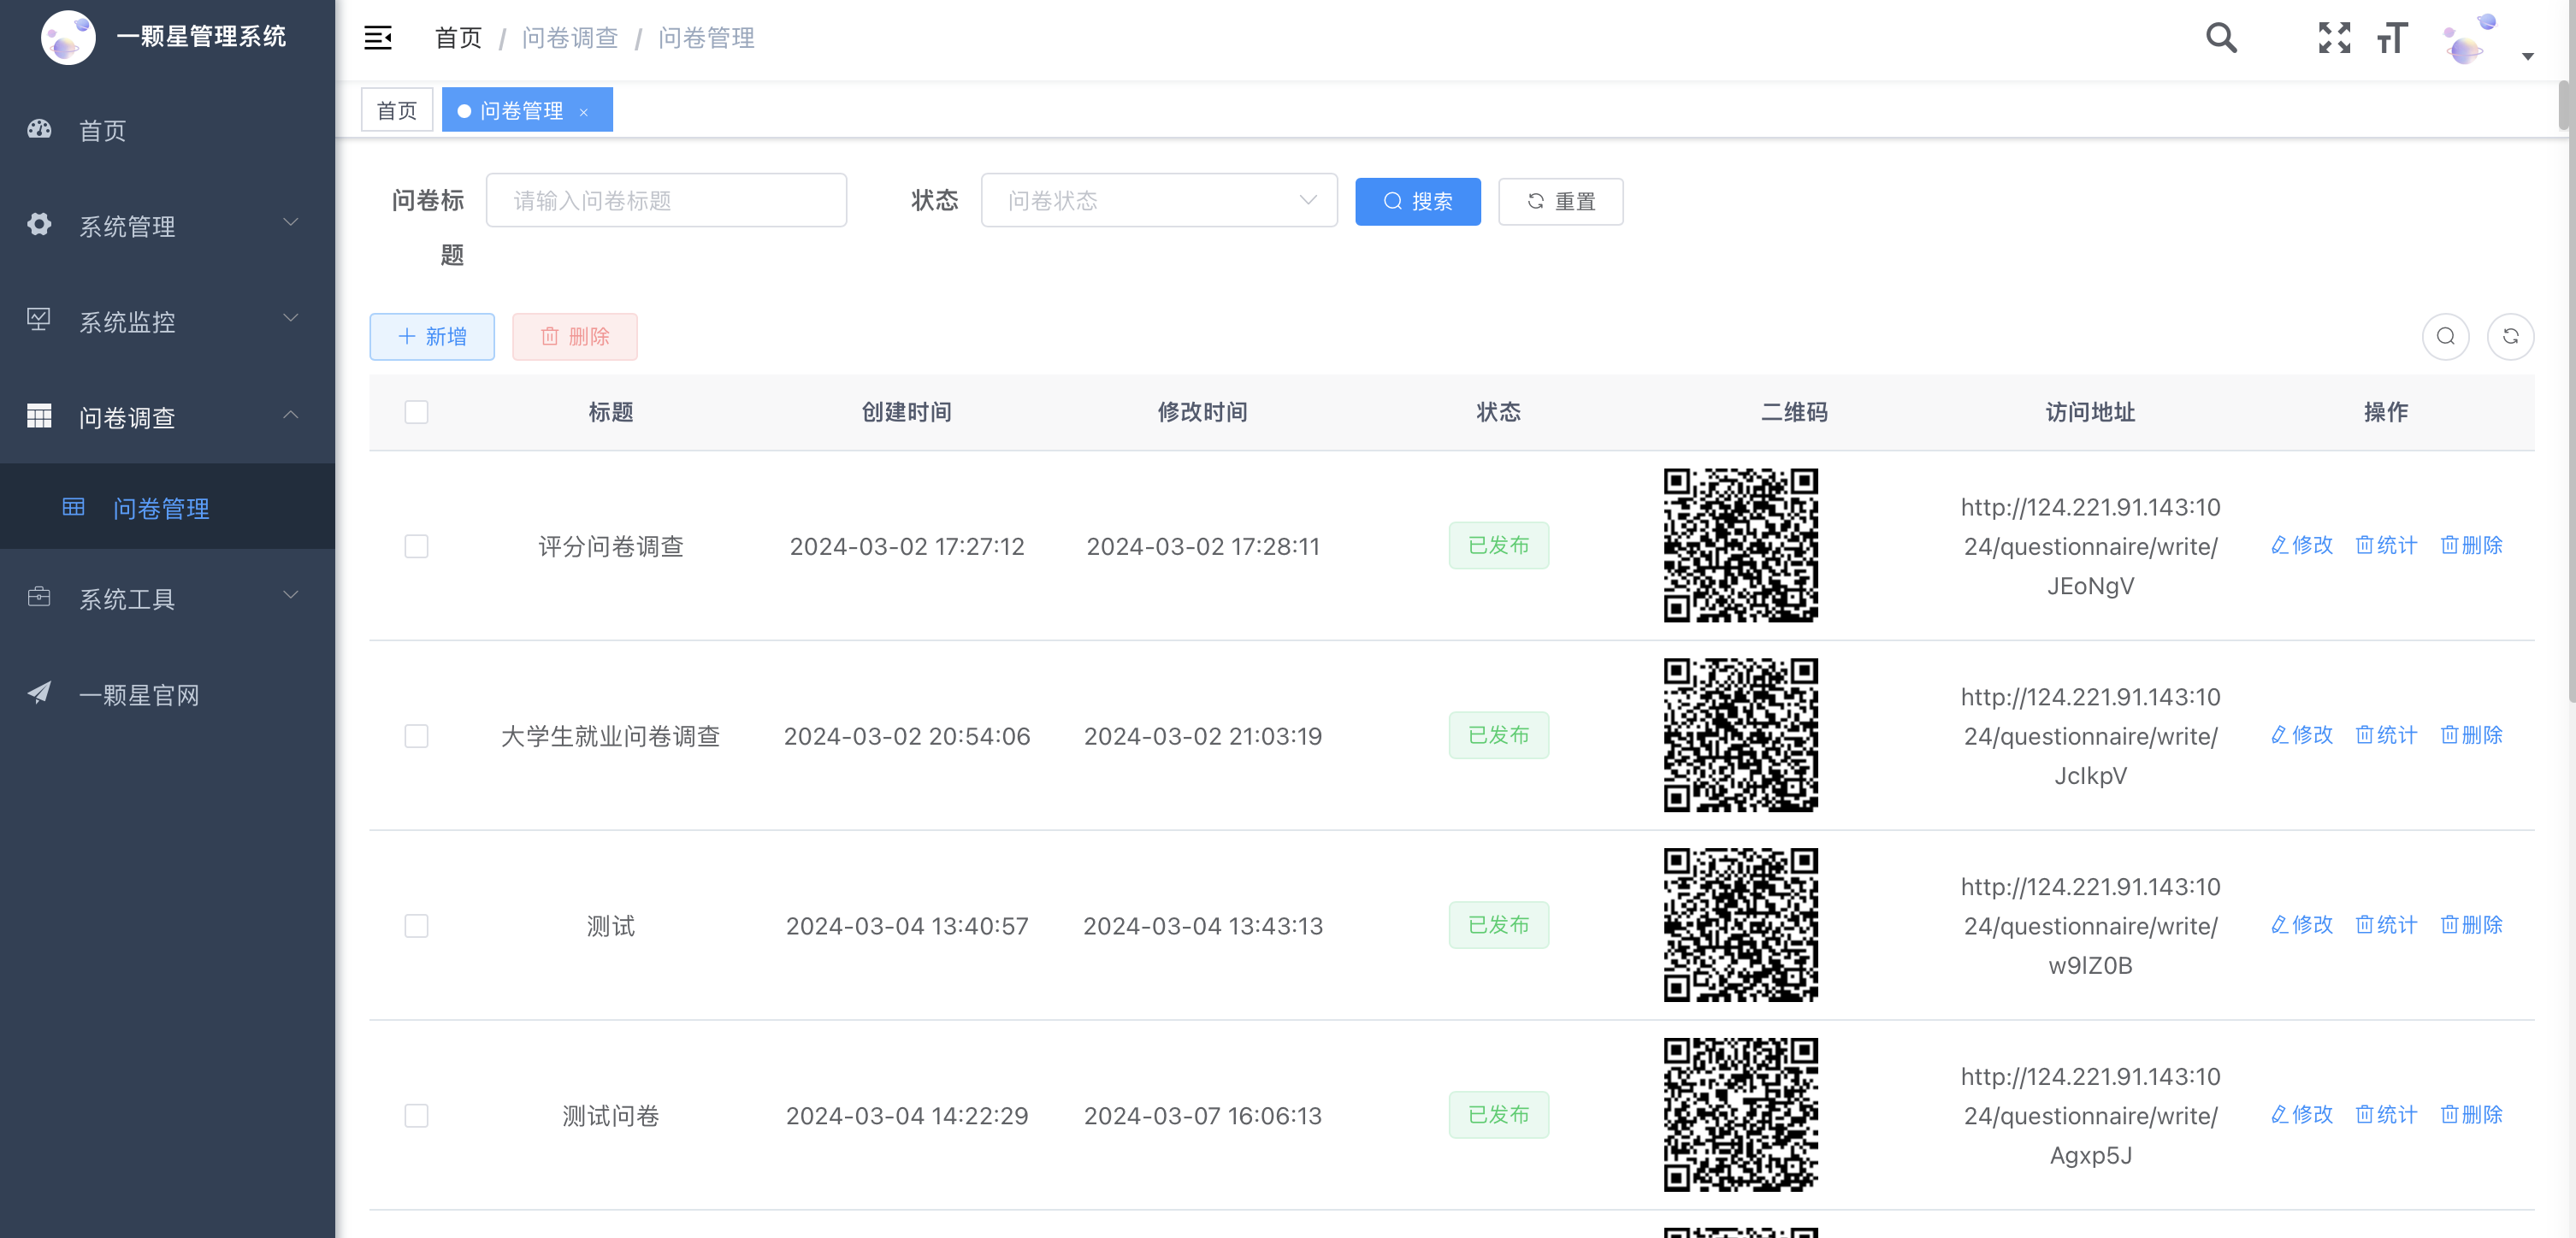 一颗星管理系统
首页 / 问卷调查 / 问卷管理
首页
系统管理
系统监控
问卷调查
问卷管理
系统工具
一颗星官网
首页
问卷管理 ×
问卷标题 请输入问卷标题 状态 问卷状态 搜索 重置
新增 删除
标题 创建时间 修改时间 状态 二维码 访问地址 操作
评分问卷调查 2024-03-02 17:27:12 2024-03-02 17:28:11 已发布
http://124.221.91.143:10
24/questionnaire/write/
JEoNgV
修改 统计 删除
大学生就业问卷调查 2024-03-02 20:54:06 2024-03-02 21:03:19 已发布
http://124.221.91.143:10
24/questionnaire/write/
JcIkpV
修改 统计 删除
测试 2024-03-04 13:40:57 2024-03-04 13:43:13 已发布
http://124.221.91.143:10
24/questionnaire/write/
w9lZ0B
修改 统计 删除
测试问卷 2024-03-04 14:22:29 2024-03-07 16:06:13 已发布
http://124.221.91.143:10
24/questionnaire/write/
Agxp5J
修改 统计 删除